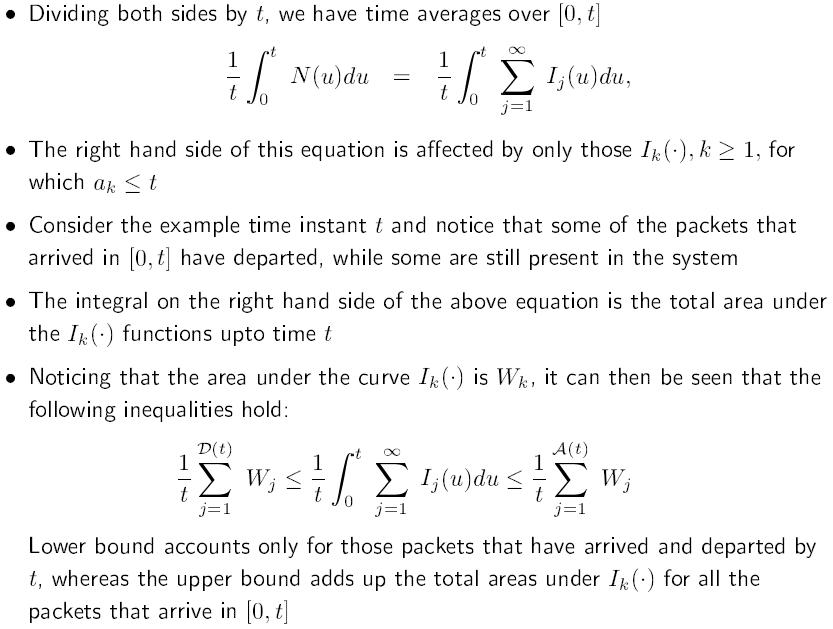 • Dividing both sides by t, we have time averages over [0, t]
\frac{1}{t} \int_0^t N(u)du = \frac{1}{t} \int_0^t \sum_{j=1}^{\infty} I_j(u)du,
• The right hand side of this equation is affected by only those I_k(·), k ≥ 1, for
which a_k ≤ t
• Consider the example time instant t and notice that some of the packets that
arrived in [0, t] have departed, while some are still present in the system
• The integral on the right hand side of the above equation is the total area under
the I_k(·) functions upto time t
• Noticing that the area under the curve I_k(·) is W_k, it can then be seen that the
following inequalities hold:
\frac{1}{t} \sum_{j=1}^{\mathcal{D}(t)} W_j ≤ \frac{1}{t} \int_0^t \sum_{j=1}^{\infty} I_j(u)du ≤ \frac{1}{t} \sum_{j=1}^{\mathcal{A}(t)} W_j
Lower bound accounts only for those packets that have arrived and departed by
t, whereas the upper bound adds up the total areas under I_k(·) for all the
packets that arrive in [0, t]